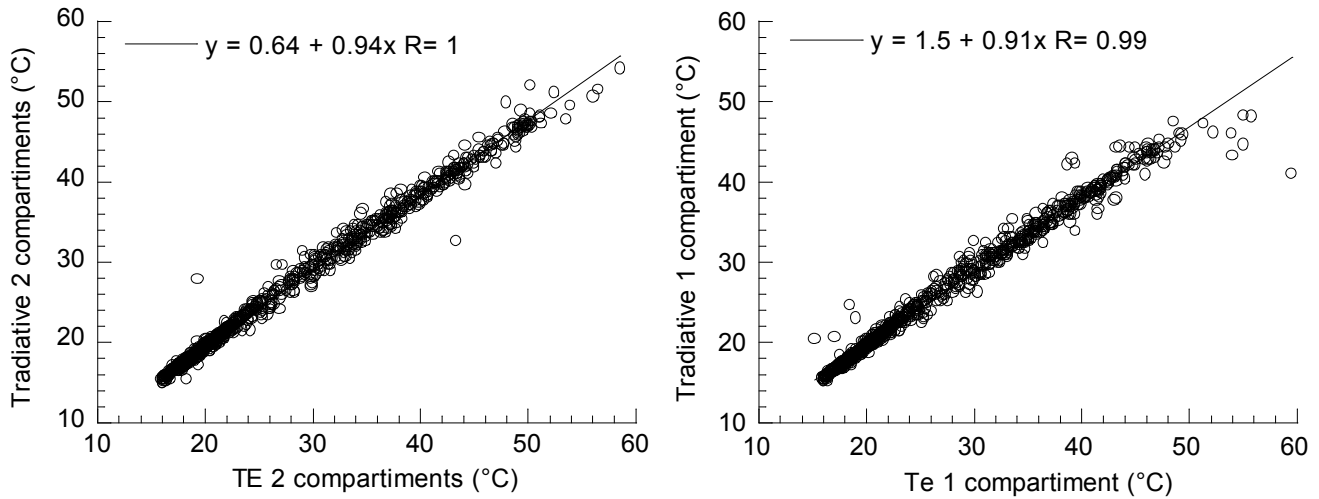 60
50
40
30
20
10
Tradiative 2 compartiments (°C)
y = 0.64 + 0.94x R= 1
10 20 30 40 50 60
TE 2 compartiments (°C)
60
50
40
30
20
10
Tradiative 1 compartiment (°C)
y = 1.5 + 0.91x R= 0.99
10 20 30 40 50 60
Te 1 compartiment (°C)